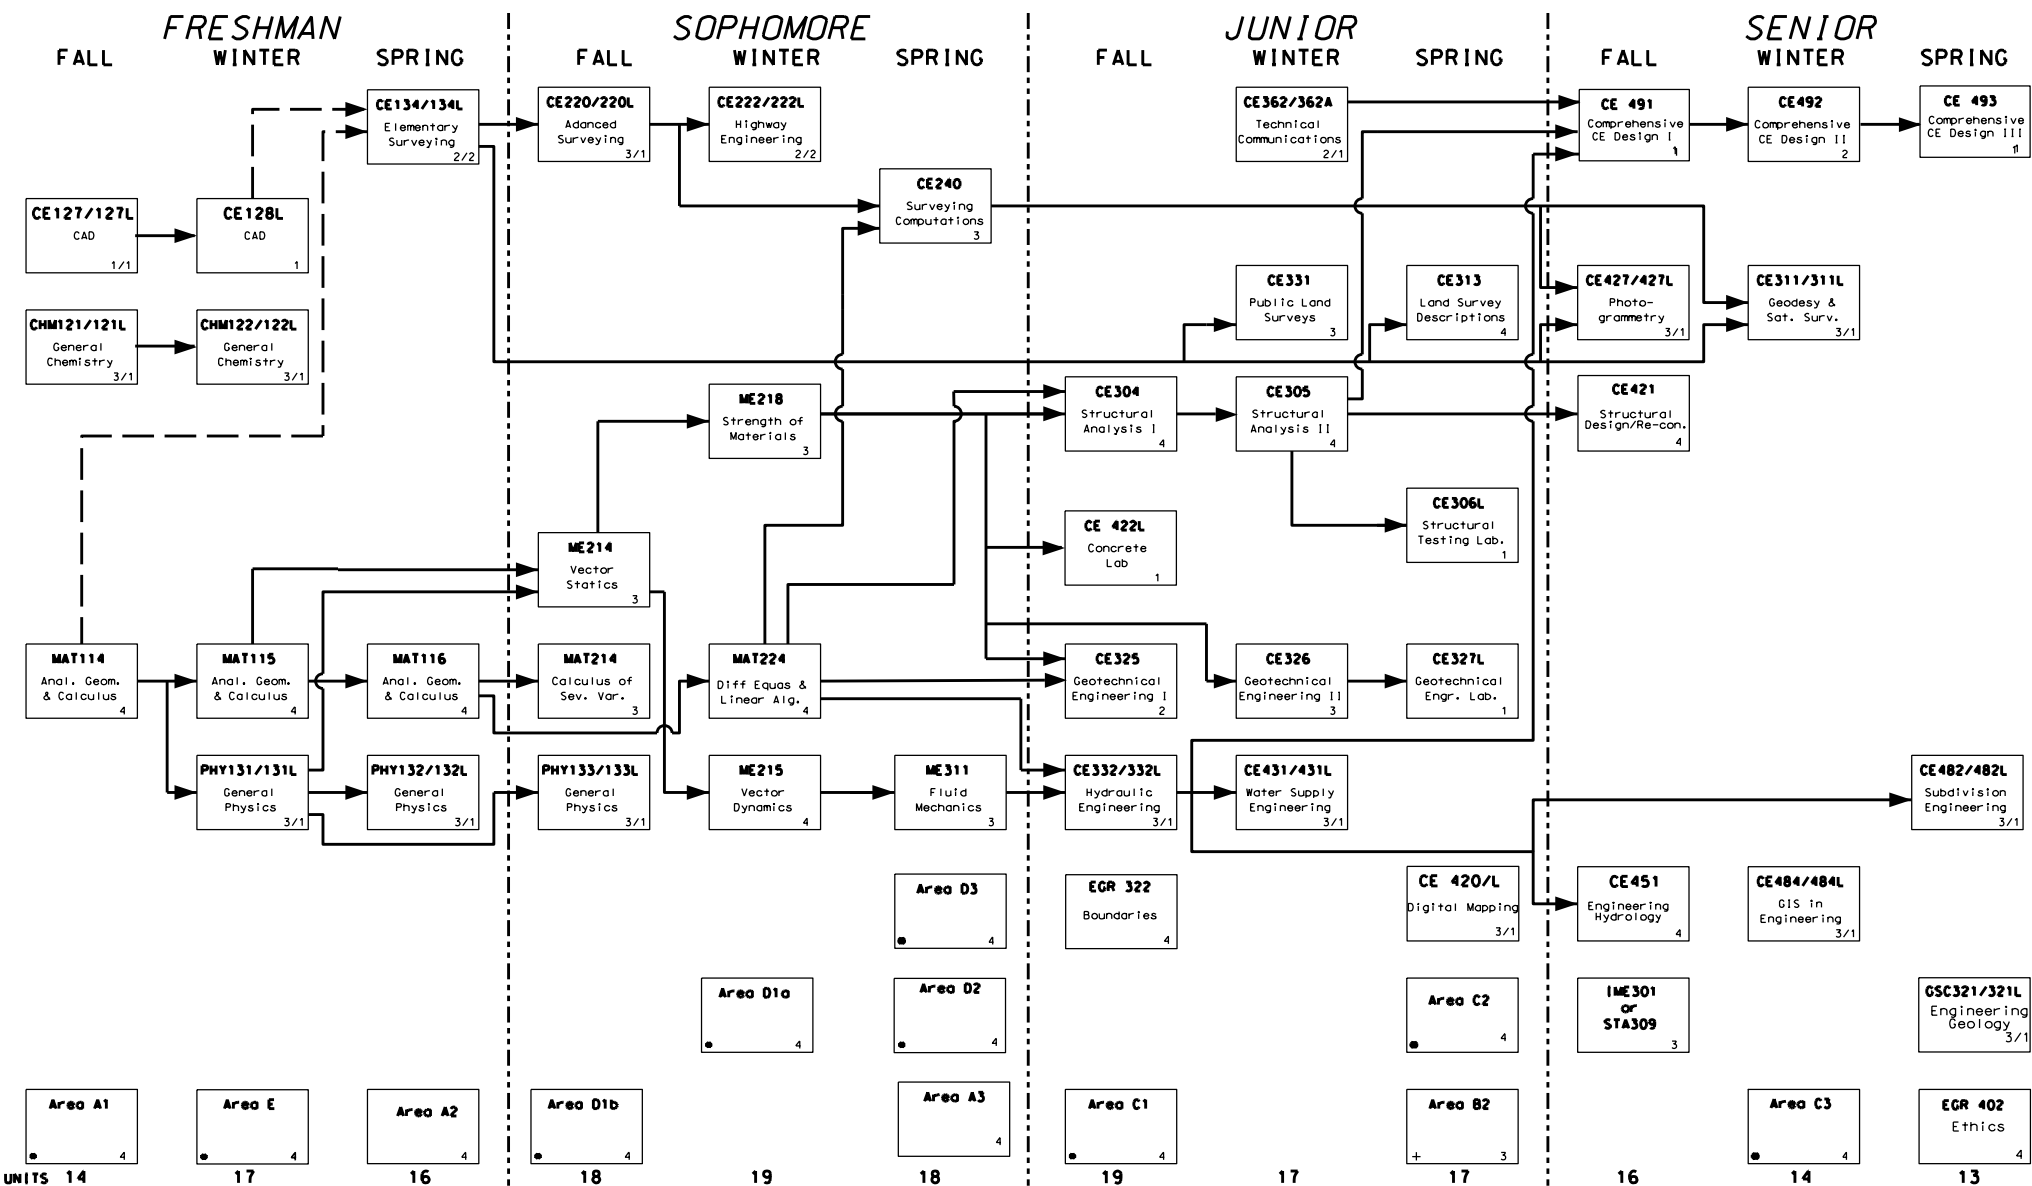 FRESHMAN
SOPHOMORE
JUNIOR
SENIOR
FALL
WINTER
SPRING
FALL
WINTER
SPRING
FALL
WINTER
SPRING
FALL
WINTER
SPRING
CE134/134L
Elementary
Surveying
2/2
CE220/220L
Adanced
Surveying
3/1
CE222/222L
Highway
Engineering
2/2
CE362/362A
Technical
Communications
2/1
CE 491
Comprehensive
CE Design I
CE492
Comprehensive
CE Design II
2
CE 493
Comprehensive
CE Design III
CE127/127L
CAD
1/1
CE128L
CAD
1
CE240
Surveying
Computations
3
CHM121/121L
General
Chemistry
3/1
CHM122/122L
General
Chemistry
3/1
CE331
Public Land
Surveys
3
CE313
Land Survey
Descriptions
4
CE427/427L
Photo-
grammetry
3/1
CE311/311L
Geodesy &
Sat. Surv.
3/1
ME218
Strength of
Materials
3
CE304
Structural
Analysis I
4
CE305
Structural
Analysis II
4
CE421
Structural
Design/Re-con.
4
ME214
Vector
Statics
3
CE 422L
Concrete
Lab
1
CE306L
Structural
Testing Lab.
1
MAT114
Anal. Geom.
& Calculus
4
MAT115
Anal. Geom.
& Calculus
4
MAT116
Anal. Geom.
& Calculus
4
MAT214
Calculus of
Sev. Var.
3
MAT224
Diff Equas &
Linear Alg.
4
CE325
Geotechnical
Engineering I
2
CE326
Geotechnical
Engineering II
3
CE327L
Geotechnical
Engr. Lab.
1
PHY131/131L
General
Physics
3/1
PHY132/132L
General
Physics
3/1
PHY133/133L
General
Physics
3/1
ME215
Vector
Dynamics
4
ME311
Fluid
Mechanics
3
CE332/332L
Hydraulic
Engineering
3/1
CE431/431L
Water Supply
Engineering
3/1
CE482/482L
Subdivision
Engineering
3/1
Area D3
4
EGR 322
Boundaries
4
CE 420/L
Digital Mapping
3/1
CE451
Engineering
Hydrology
4
CE484/484L
GIS in
Engineering
3/1
Area D1a
4
Area D2
4
Area C2
4
IME301
or
STA309
3
GSC321/321L
Engineering
Geology
3/1
Area A1
4
Area E
4
Area A2
4
Area D1b
4
Area A3
4
Area C1
4
Area B2
+ 3
Area C3
4
EGR 402
Ethics
4
UNITS 14
17
16
18
19
18
19
17
17
16
14
13